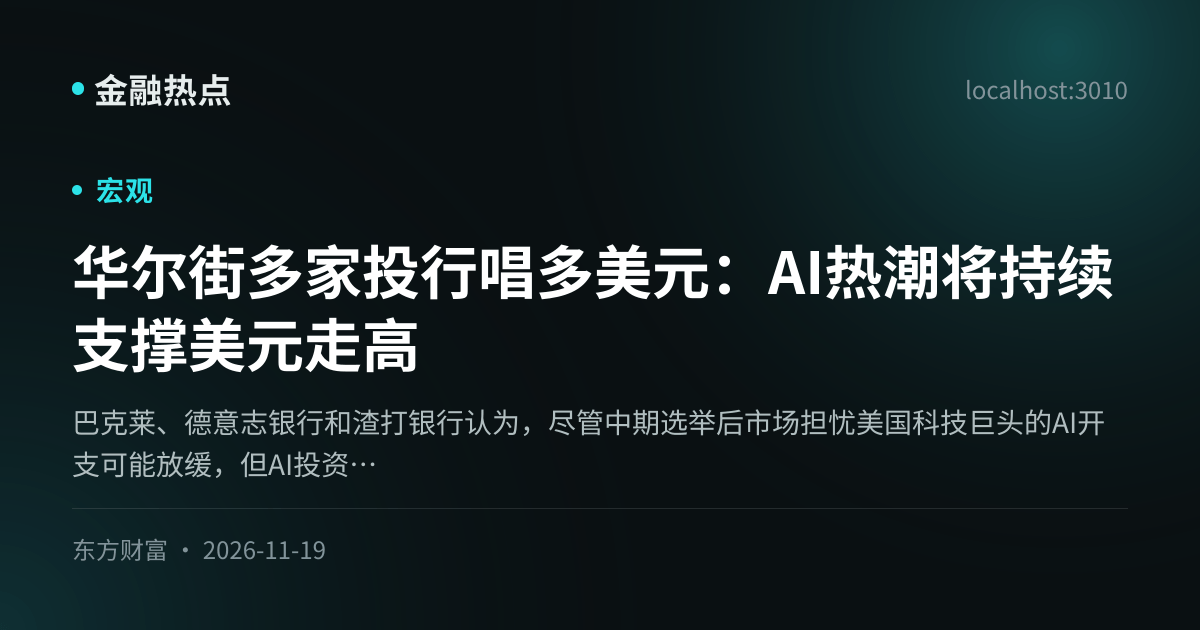 金融热点
localhost:3010
宏观
华尔街多家投行唱多美元：AI热潮将持续
支撑美元走高
巴克莱、德意志银行和渣打银行认为，尽管中期选举后市场担忧美国科技巨头的AI开
支可能放缓，但AI投资…
东方财富 • 2026-11-19